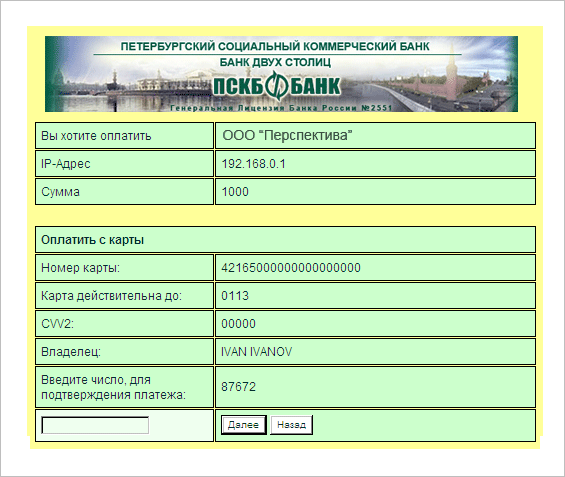 ПЕТЕРБУРГСКИЙ СОЦИАЛЬНЫЙ КОММЕРЧЕСКИЙ БАНК
БАНК ДВУХ СТОЛИЦ
ПСКБ БАНК
Генеральная Лицензия Банка России №2551
Вы хотите оплатить ООО "Перспектива"
IP-Адрес 192.168.0.1
Сумма 1000
Оплатить с карты
Номер карты: 42165000000000000000
Карта действительна до: 0113
CVV2: 00000
Владелец: IVAN IVANOV
Введите число, для
подтверждения платежа: 87672
Далее Назад